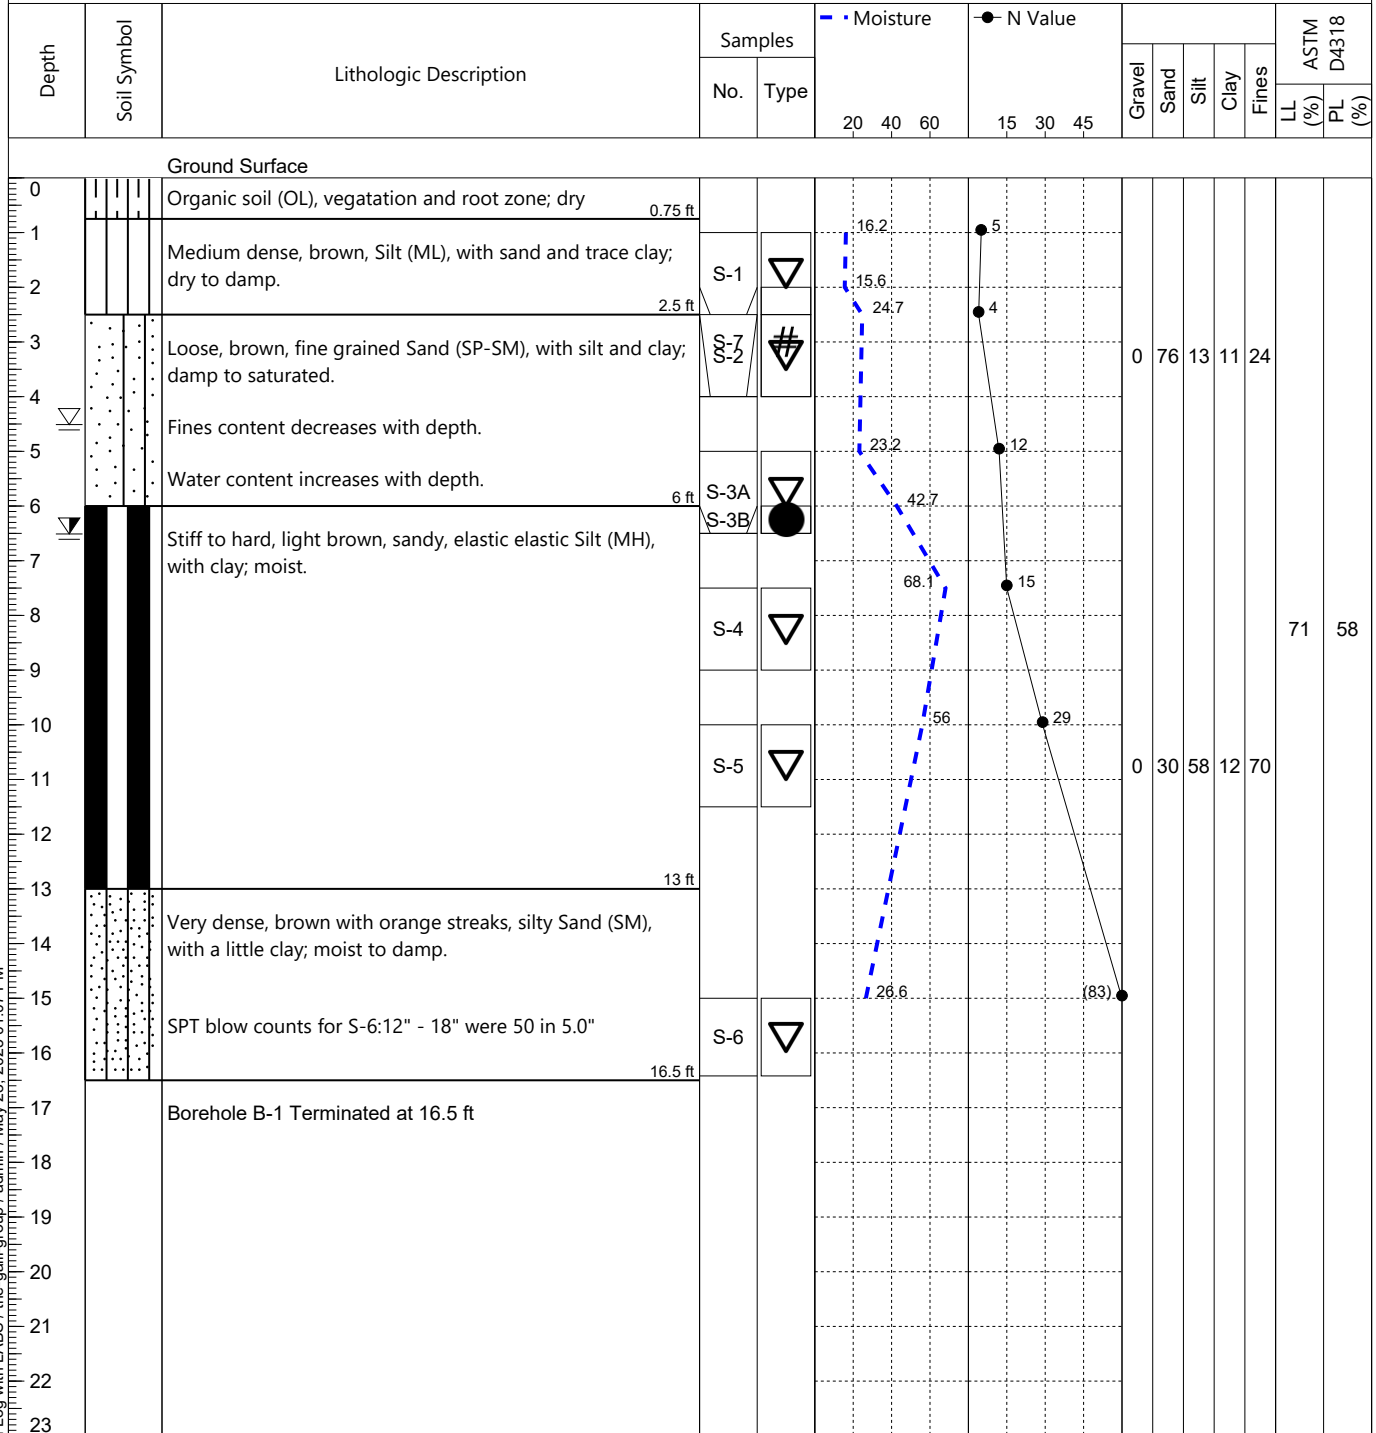 Depth
Soil Symbol
Lithologic Description
Samples
No.
Type
Moisture
20 40 60
N Value
15 30 45
Gravel
Sand
Silt
Clay
Fines
ASTM
D4318
LL
(%)
PL
(%)
Ground Surface
0
Organic soil (OL), vegatation and root zone; dry
0.75 ft
1
16.2
5
Medium dense, brown, Silt (ML), with sand and trace clay;
dry to damp.
S-1
2
15.6
2.5 ft
24.7
4
3
Loose, brown, fine grained Sand (SP-SM), with silt and clay;
damp to saturated.
S-7
S-2
0 76 13 11 24
4
Fines content decreases with depth.
5
23.2
12
Water content increases with depth.
6 ft
S-3A
42.7
6
S-3B
Stiff to hard, light brown, sandy, elastic elastic Silt (MH),
with clay; moist.
7
68.1
15
8
S-4
71 58
9
10
56
29
11
S-5
0 30 58 12 70
12
13 ft
13
Very dense, brown with orange streaks, silty Sand (SM),
with a little clay; moist to damp.
14
15
26.6
(83)
SPT blow counts for S-6:12" - 18" were 50 in 5.0"
S-6
16
16.5 ft
17
Borehole B-1 Terminated at 16.5 ft
18
19
20
21
22
23